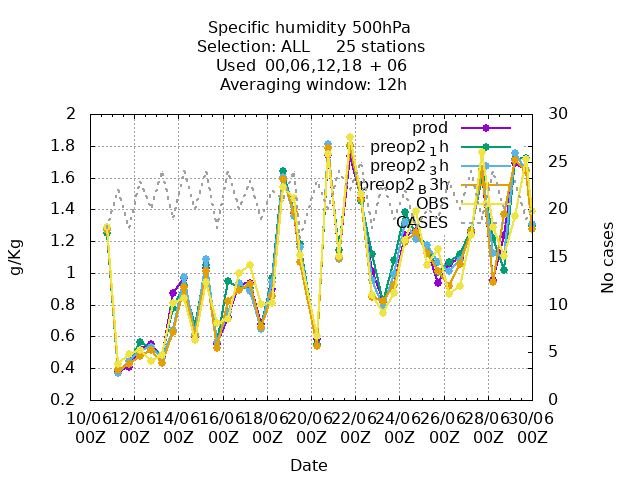 Specific humidity 500hPa
Selection: ALL 25 stations
Used 00,06,12,18 + 06
Averaging window: 12h
g/Kg
2
1.8
1.6
1.4
1.2
1
0.8
0.6
0.4
0.2
prod
preop2 1h
preop2 3h
preop2 B3h
OBS
CASES
30
25
20
15
10
5
0
No cases
10/06 12/06 14/06 16/06 18/06 20/06 22/06 24/06 26/06 28/06 30/06
00Z 00Z 00Z 00Z 00Z 00Z 00Z 00Z 00Z 00Z 00Z
Date